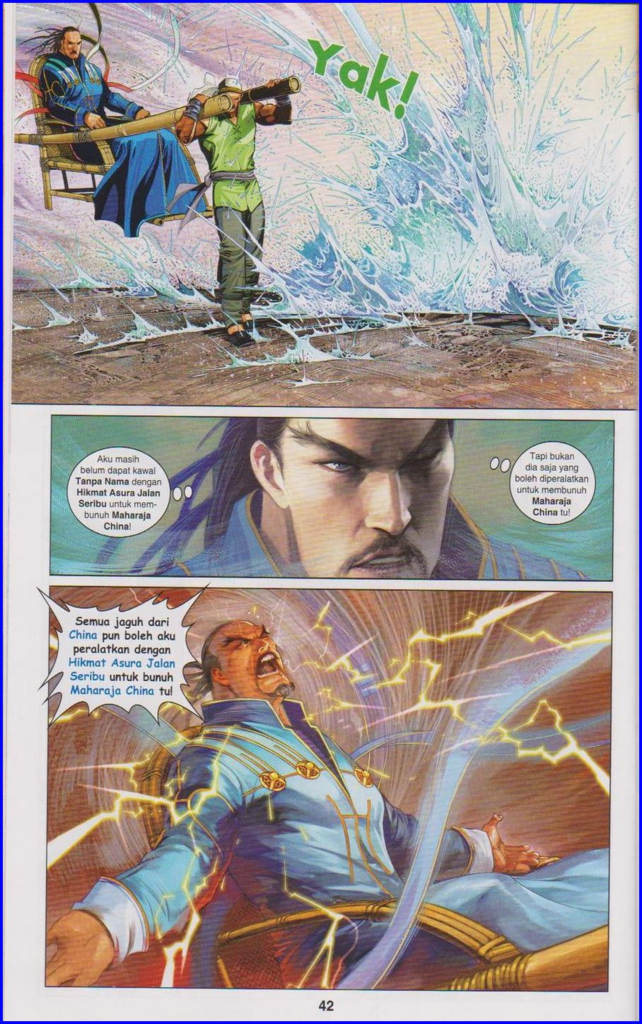 Yak!
Aku masih
belum dapat kawal
Tanpa Nama dengan
Hikmat Asura Jalan
Seribu untuk mem-
bunuh Maharaja
China!
Tapi bukan
dia saja yang
boleh diperalatkan
untuk membunuh
Maharaja
China tu!
Semua jaguh dari
China pun boleh aku
peralatkan dengan
Hikmat Asura Jalan
Seribu untuk bunuh
Maharaja China tu!
42